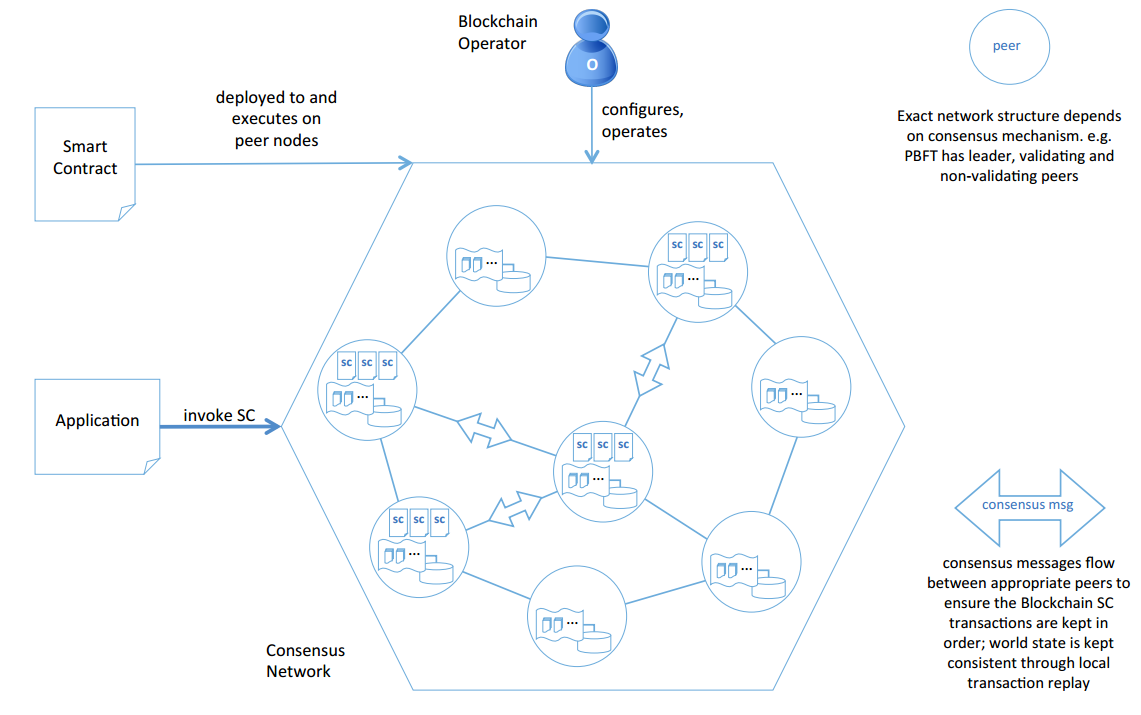 Blockchain
Operator
O
peer
deployed to and
executes on
peer nodes
configures,
operates
Exact network structure depends
on consensus mechanism. e.g.
PBFT has leader, validating and
non-validating peers
Smart
Contract
...
SC SC SC
...
SC SC SC
...
...
Application
invoke SC
SC SC SC
...
consensus msg
SC SC SC
...
...
...
consensus messages flow
between appropriate peers to
ensure the Blockchain SC
transactions are kept in
order; world state is kept
consistent through local
transaction replay
Consensus
Network